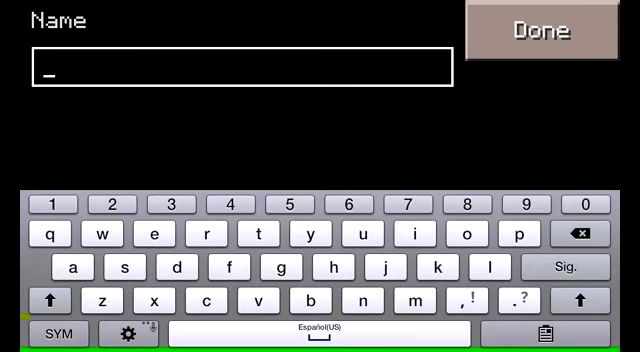 Name
Done
_
1 2 3 4 5 6 7 8 9 0
q w e r t y u i o p
a s d f g h j k l Sig.
z x c v b n m , ! . ?
SYM Español(US)